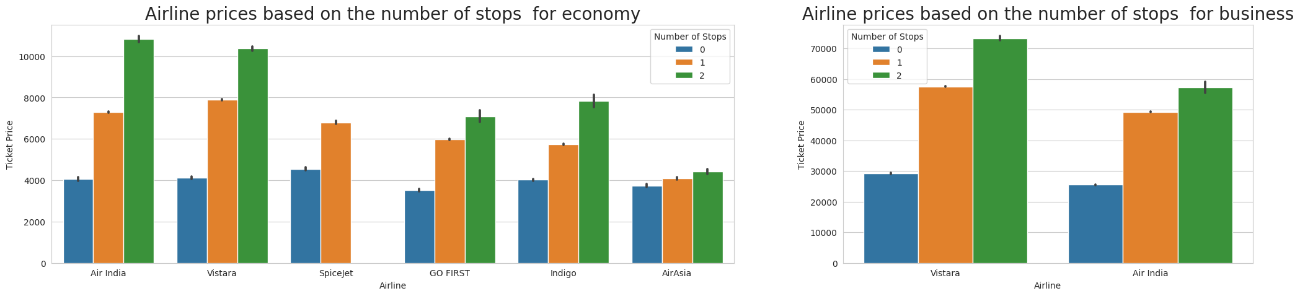 Airline prices based on the number of stops  for economy
Ticket Price
10000
8000
6000
4000
2000
0
Number of Stops
0
1
2
Air India
Vistara
SpiceJet
GO FIRST
Indigo
AirAsia
Airline
Airline prices based on the number of stops  for business
Ticket Price
70000
60000
50000
40000
30000
20000
10000
0
Number of Stops
0
1
2
Vistara
Air India
Airline